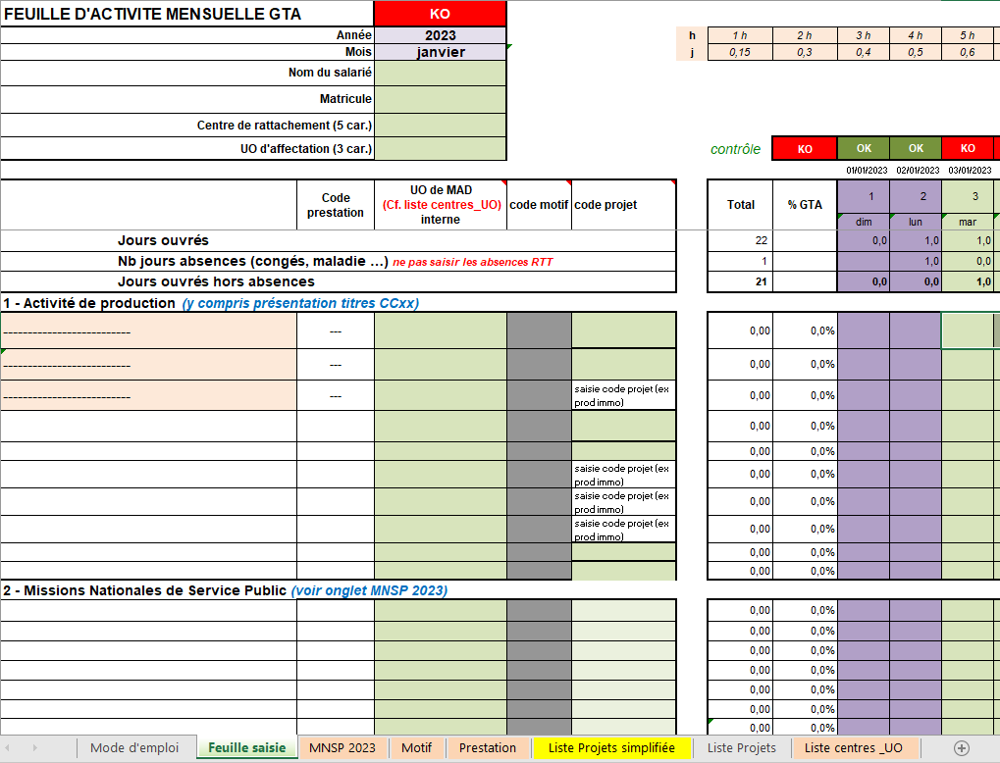 FEUILLE D'ACTIVITE MENSUELLE GTA KO
Année 2023 h 1 h 2 h 3 h 4 h 5 h
Mois janvier j 0,15 0,3 0,4 0,5 0,6
Nom du salarié
Matricule
Centre de rattachement (5 car.)
UO d'affectation (3 car.) contrôle KO OK OK KO
01/01/2023 02/01/2023 03/01/2023
Code prestation
UO de MAD
(Cf. liste centres_UO)
interne
code motif code projet Total % GTA 1 2 3
dim lun mar
Jours ouvrés 22 0,0 1,0 1,0
Nb jours absences (congés, maladie ...) ne pas saisir les absences RTT 1 1,0 0,0
Jours ouvrés hors absences 21 0,0 0,0 1,0
1 - Activité de production (y compris présentation titres CCxx)
-------------------------- --- 0,00 0,0%
-------------------------- --- 0,00 0,0%
-------------------------- --- saisie code projet (ex prod immo) 0,00 0,0%
0,00 0,0%
0,00 0,0%
saisie code projet (ex prod immo) 0,00 0,0%
saisie code projet (ex prod immo) 0,00 0,0%
saisie code projet (ex prod immo) 0,00 0,0%
0,00 0,0%
0,00 0,0%
2 - Missions Nationales de Service Public (voir onglet MNSP 2023)
0,00 0,0%
0,00 0,0%
0,00 0,0%
0,00 0,0%
0,00 0,0%
0,00 0,0%
0,00 0,0%
Mode d'emploi Feuille saisie MNSP 2023 Motif Prestation Liste Projets simplifiée Liste Projets Liste centres _UO